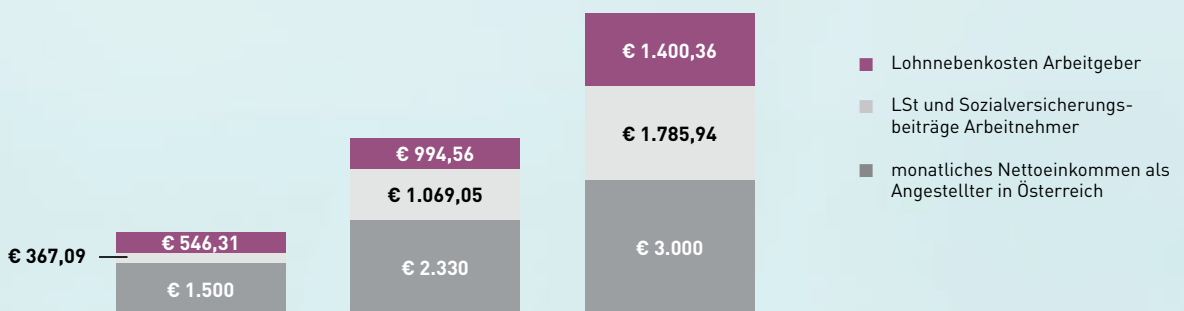 € 367,09
€ 546,31
€ 1.500
€ 994,56
€ 1.069,05
€ 2.330
€ 1.400,36
€ 1.785,94
€ 3.000
Lohnnebenkosten Arbeitgeber
LSt und Sozialversicherungs-
beiträge Arbeitnehmer
monatliches Nettoeinkommen als
Angestellter in Österreich